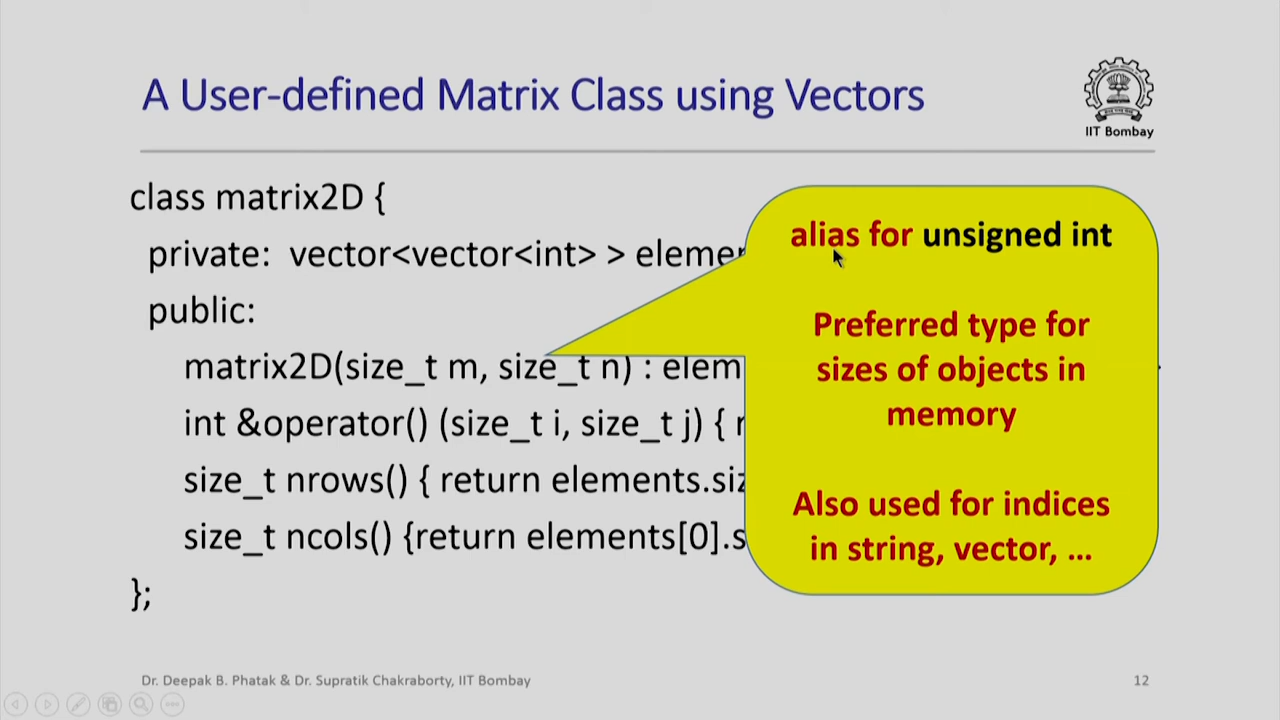 A User-defined Matrix Class using Vectors
IIT Bombay
class matrix2D {
private: vector<vector<int> > elemen
public:
matrix2D(size_t m, size_t n) : elem
int &operator() (size_t i, size_t j) { r
size_t nrows() { return elements.siz
size_t ncols() {return elements[0].s
};
alias for unsigned int
Preferred type for
sizes of objects in
memory
Also used for indices
in string, vector, ...
Dr. Deepak B. Phatak & Dr. Supratik Chakraborty, IIT Bombay
12